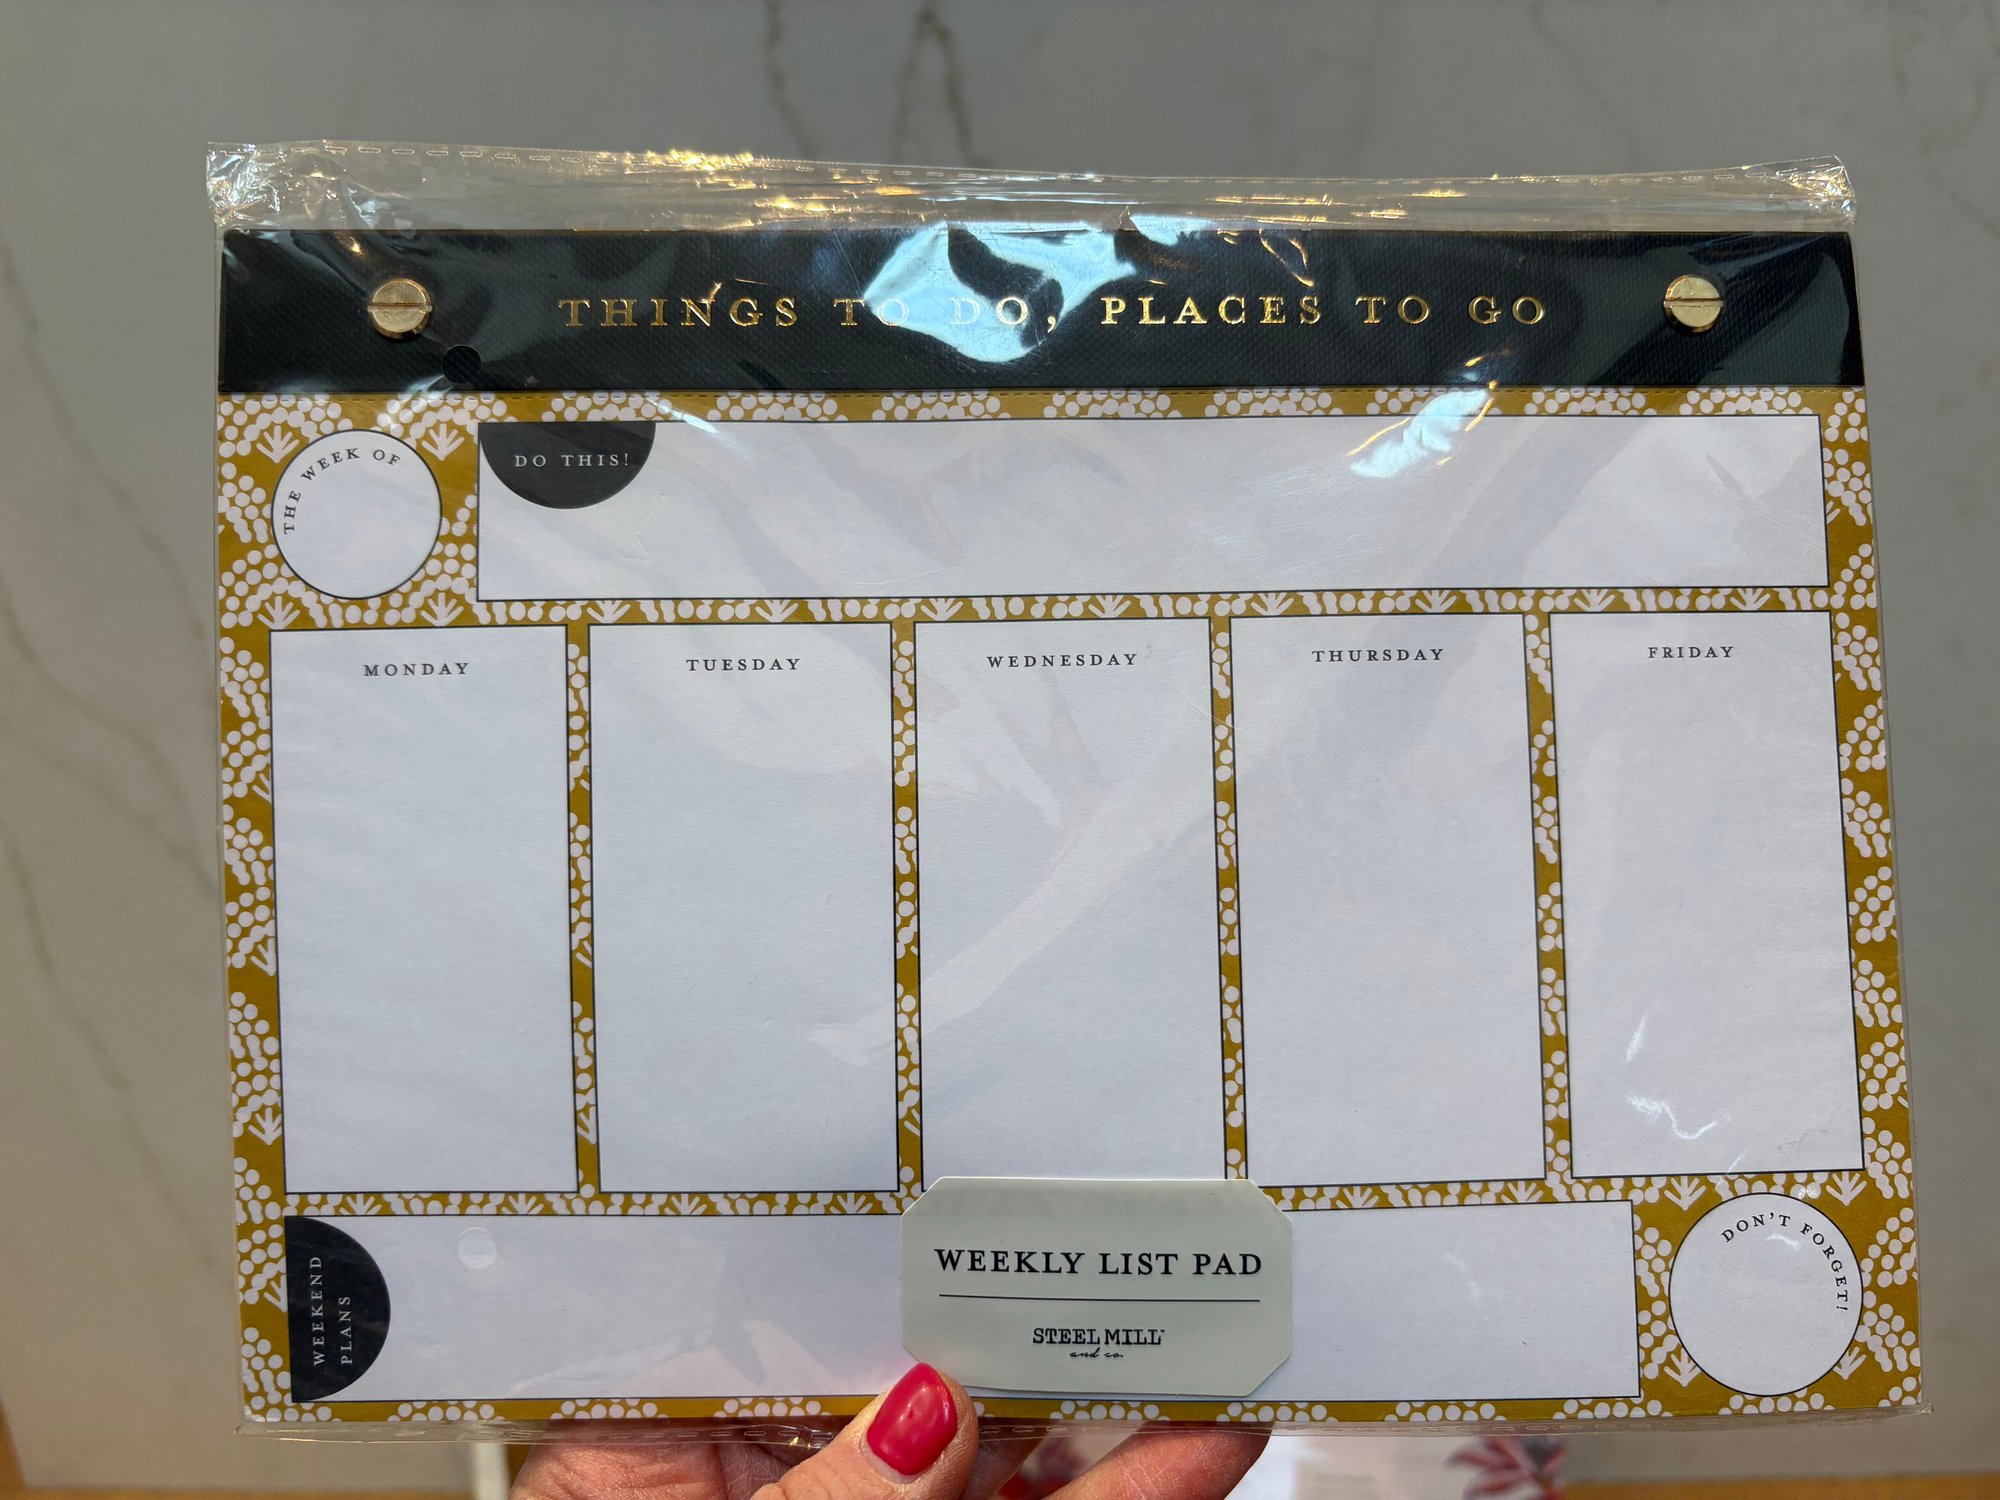 THINGS TO DO, PLACES TO GO
THE WEEK OF
DO THIS!
MONDAY
TUESDAY
WEDNESDAY
THURSDAY
FRIDAY
WEEKEND
PLANS
WEEKLY LIST PAD
STEEL MILL™
and co.
DON'T FORGET!